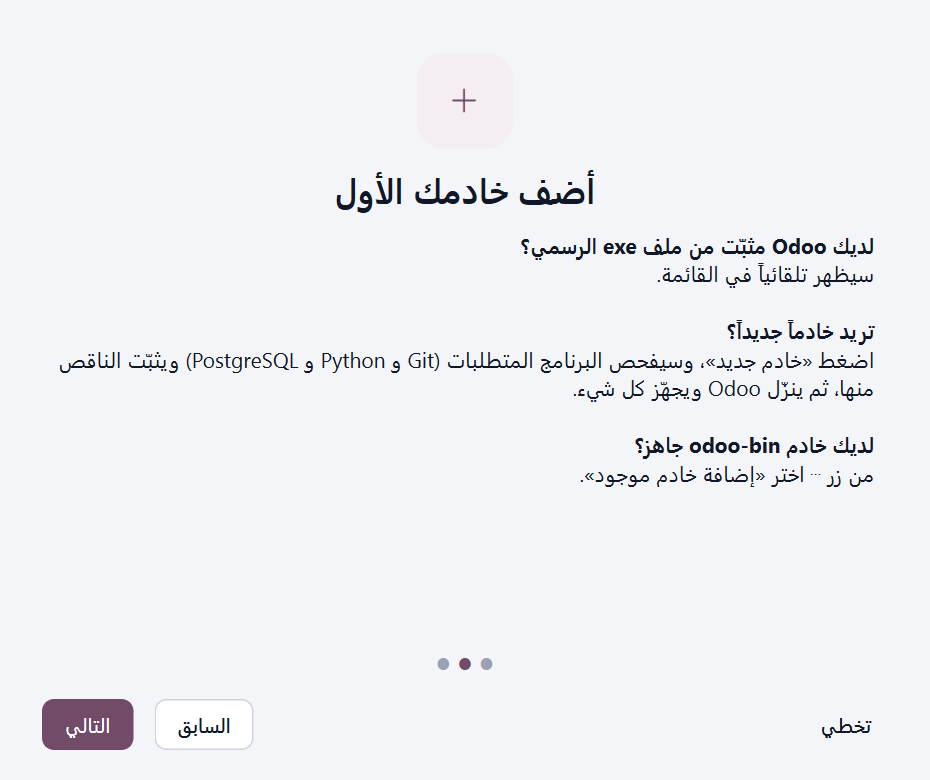 أضف خادمك الأول
لديك Odoo مثبّت من ملف exe الرسمي؟
سيظهر تلقائياً في القائمة.
تريد خادماً جديداً؟
اضغط «خادم جديد»، وسيفحص البرنامج المتطلبات (Git و Python و PostgreSQL) ويثبّت الناقص
منها، ثم ينزّل Odoo ويجهّز كل شيء.
لديك خادم odoo-bin جاهز؟
من زر ··· اختر «إضافة خادم موجود».
تخطي
السابق
التالي